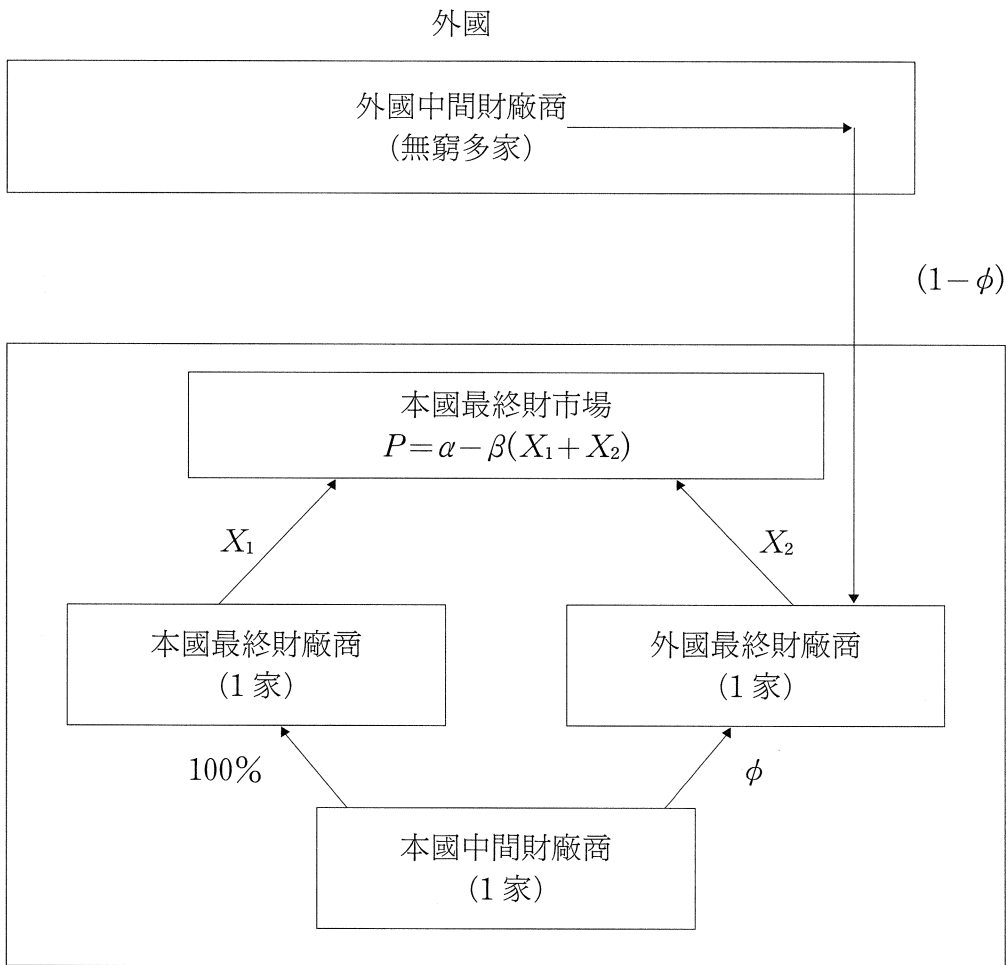 外國
外國中間財廠商
(無窮多家)
(1－ϕ)
本國最終財市場
P=α－β(X₁+X₂)
X₁
X₂
本國最終財廠商
(1 家)
外國最終財廠商
(1 家)
100%
ϕ
本國中間財廠商
(1 家)